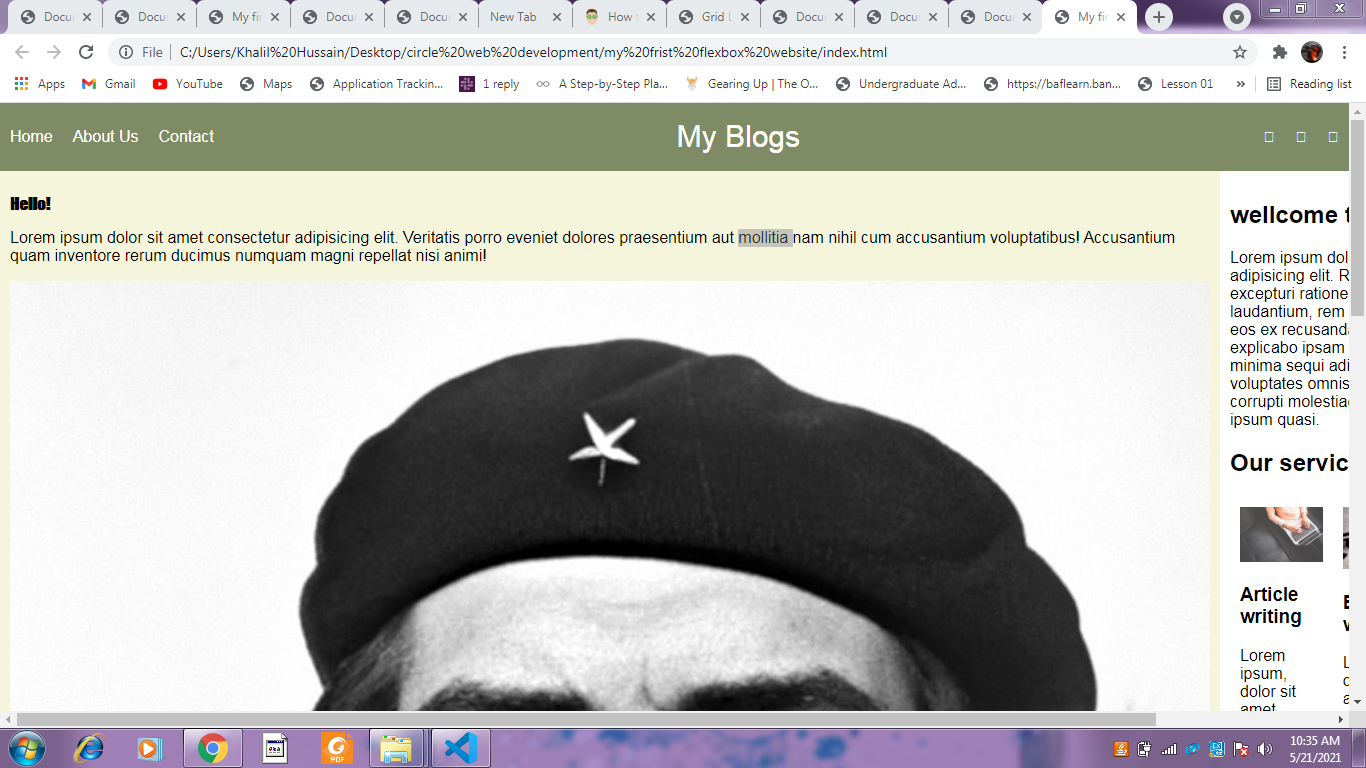 Docu
Docu
My fi
Docu
Docu
New Tab
How
Grid L
Docu
Docu
Docu
My fi
File
C:/Users/Khalil%20Hussain/Desktop/circle%20web%20development/my%20frist%20flexbox%20website/index.html
Apps
Gmail
YouTube
Maps
Application Trackin...
1 reply
A Step-by-Step Pla...
Gearing Up | The O...
Undergraduate Ad...
https://baflearn.ban...
Lesson 01
»
Reading list
Home About Us Contact
My Blogs
Hello!
Lorem ipsum dolor sit amet consectetur adipisicing elit. Veritatis porro eveniet dolores praesentium aut mollitia nam nihil cum accusantium voluptatibus! Accusantium
quam inventore rerum ducimus numquam magni repellat nisi animi!
wellcome t
Lorem ipsum dol
adipisicing elit. R
excepturi ratione
laudantium, rem
eos ex recusanda
explicabo ipsam
minima sequi adi
voluptates omnis
corrupti molestiae
ipsum quasi.
Our servic
Article
writing
Lorem
ipsum,
dolor sit
amet
PDF
10:35 AM
5/21/2021